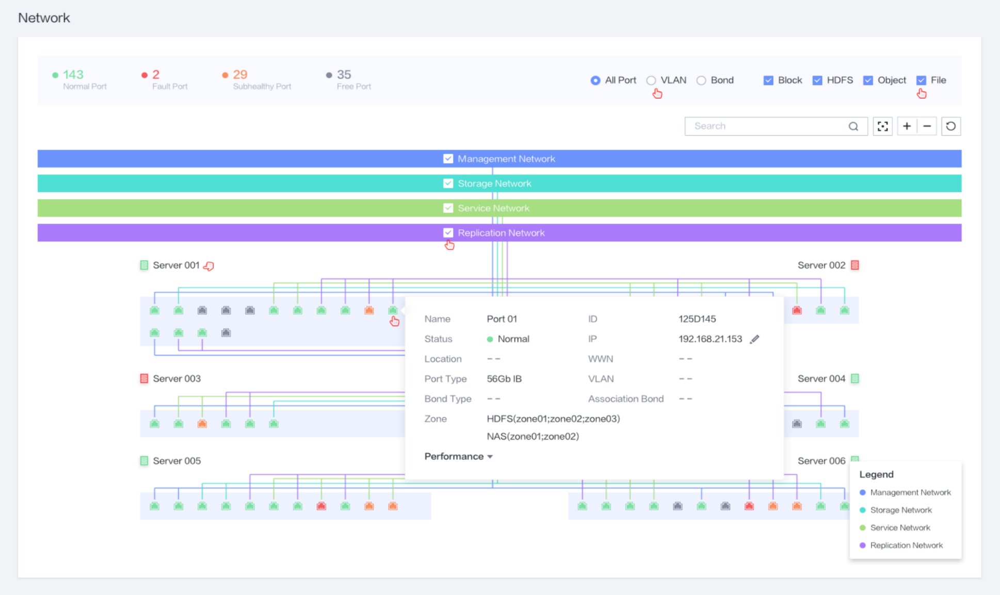 Network
143 2 29 35
Normal Port Fault Port Subhealthy Port Free Port
All Port VLAN Bond Block HDFS Object File
Search
Management Network
Storage Network
Service Network
Replication Network
Server 001 Server 002
Name Port 01 ID 125D145
Status Normal IP 192.168.21.153
Location -- WWN --
Port Type 56Gb IB VLAN --
Bond Type -- Association Bond --
Zone HDFS(zone01;zone02;zone03)
NAS(zone01;zone02)
Performance
Server 003 Server 004
Server 005 Server 006
Legend
Management Network
Storage Network
Service Network
Replication Network